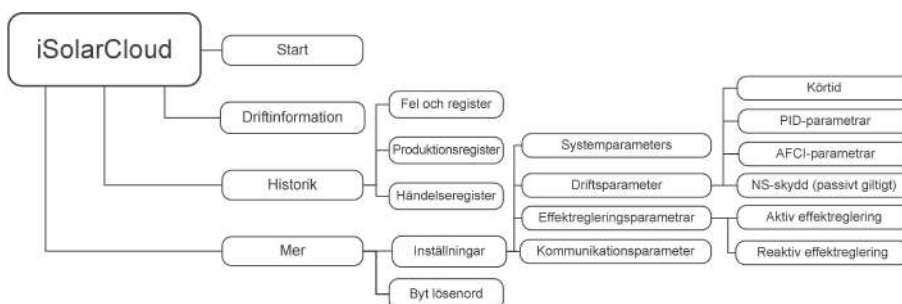 iSolarCloud
Start
Driftinformation
Historik
Fel och register
Produktionsregister
Händelseregister
Mer
Inställningar
Byt lösenord
Systemparameters
Driftsparameter
Effektregleringsparametrar
Kommunikationsparameter
Körtid
PID-parametrar
AFCI-parametrar
NS-skydd (passivt giltigt)
Aktiv effektreglering
Reaktiv effektreglering